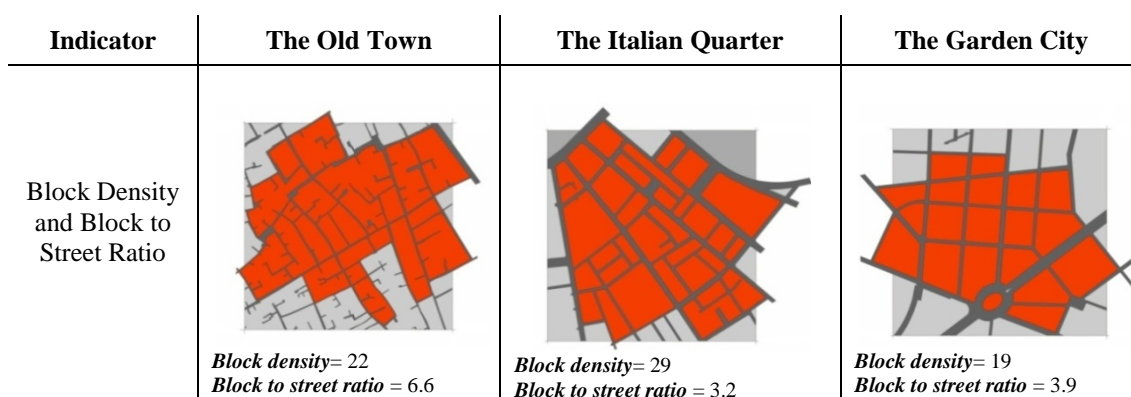 Indicator
The Old Town
The Italian Quarter
The Garden City
Block Density
and Block to
Street Ratio
Block density= 22
Block to street ratio = 6.6
Block density= 29
Block to street ratio = 3.2
Block density= 19
Block to street ratio = 3.9